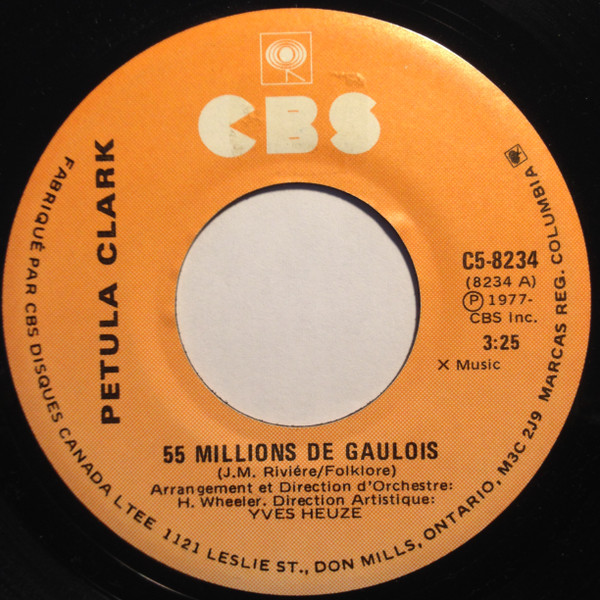 CBS
PETULA CLARK
C5-8234
(8234 A)
Ⓟ 1977-
CBS Inc.
3:25
X Music
55 MILLIONS DE GAULOIS
(J.M. Riviére/Folklore)
Arrangement et Direction d'Orchestre:
H. Wheeler. Direction Artistique:
YVES HEUZE
FABRIQUÉ PAR CBS DISQUES CANADA LTEE 1121 LESLIE ST., DON MILLS, ONTARIO, M3C 2J9 MARCAS REG. COLUMBIA